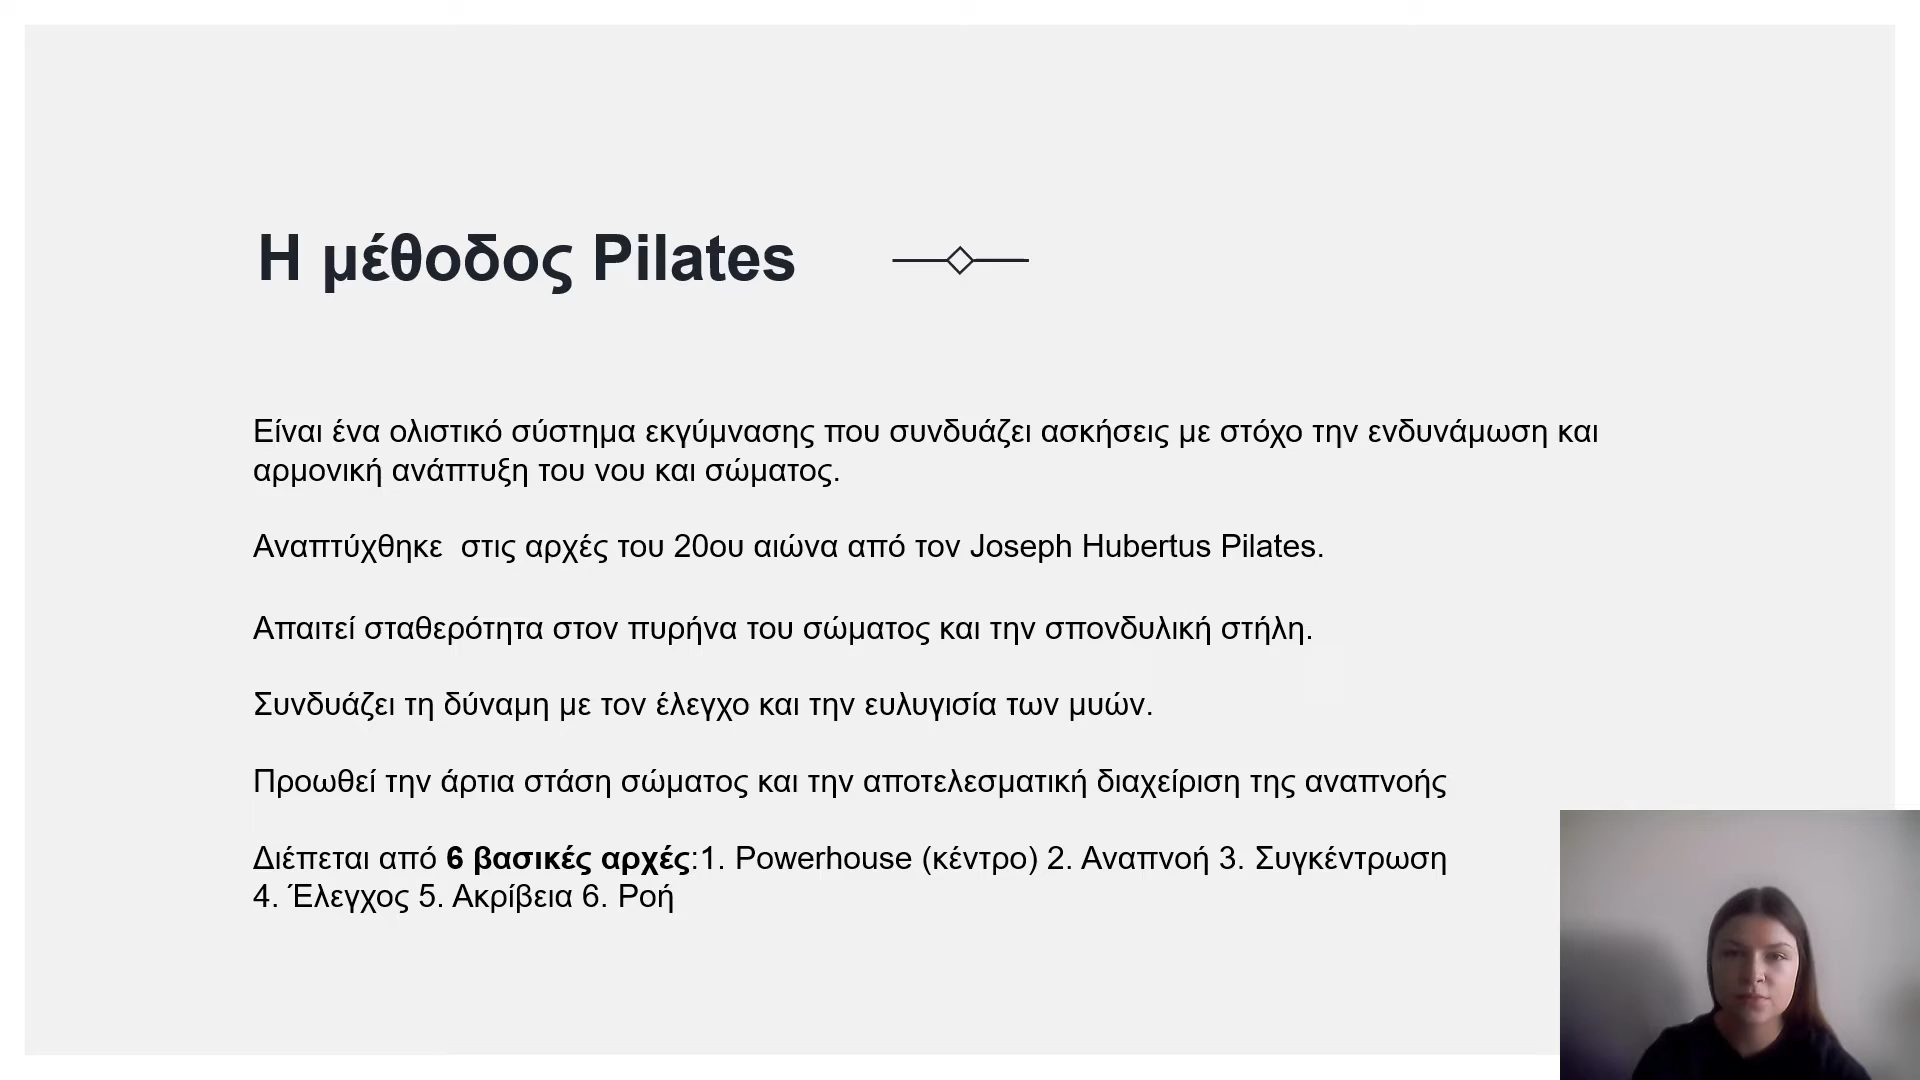 Η μέθοδος Pilates
Είναι ένα ολιστικό σύστημα εκγύμνασης που συνδυάζει ασκήσεις με στόχο την ενδυνάμωση και
αρμονική ανάπτυξη του νου και σώματος.
Αναπτύχθηκε  στις αρχές του 20ου αιώνα από τον Joseph Hubertus Pilates.
Απαιτεί σταθερότητα στον πυρήνα του σώματος και την σπονδυλική στήλη.
Συνδυάζει τη δύναμη με τον έλεγχο και την ευλυγισία των μυών.
Προωθεί την άρτια στάση σώματος και την αποτελεσματική διαχείριση της αναπνοής
Διέπεται από 6 βασικές αρχές:1. Powerhouse (κέντρο) 2. Αναπνοή 3. Συγκέντρωση
4. Έλεγχος 5. Ακρίβεια 6. Ροή